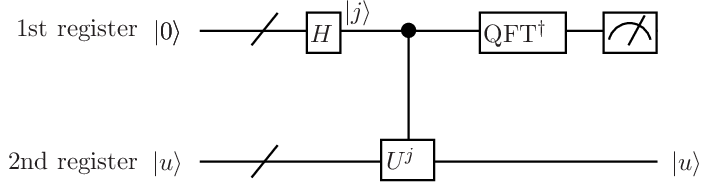 1st register |0⟩ H |j⟩ QFT†
2nd register |u⟩ U^j |u⟩